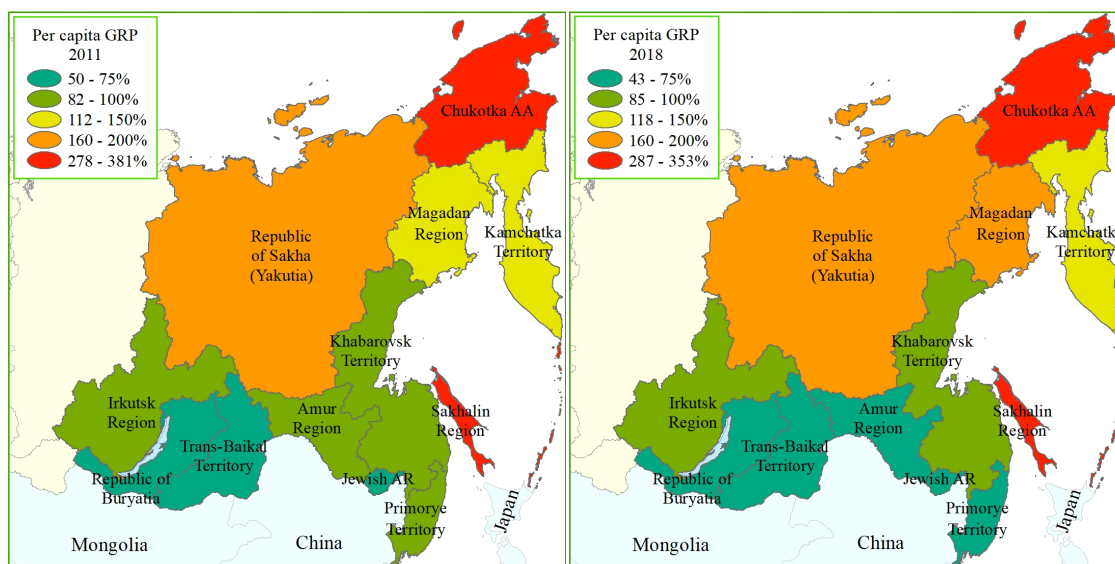 Per capita GRP
2011
50 - 75%
82 - 100%
112 - 150%
160 - 200%
278 - 381%
Chukotka AA
Magadan
Region
Kamchatka
Territory
Republic
of Sakha
(Yakutia)
Khabarovsk
Territory
Irkutsk
Region
Amur
Region
Sakhalin
Region
Trans-Baikal
Territory
Republic of
Buryatia
Jewish AR
Primorye
Territory
Japan
Mongolia
China
Per capita GRP
2018
43 - 75%
85 - 100%
118 - 150%
160 - 200%
287 - 353%
Chukotka AA
Magadan
Region
Kamchatka
Territory
Republic
of Sakha
(Yakutia)
Khabarovsk
Territory
Irkutsk
Region
Amur
Region
Sakhalin
Region
Trans-Baikal
Territory
Republic of
Buryatia
Jewish AR
Primorye
Territory
Japan
Mongolia
China